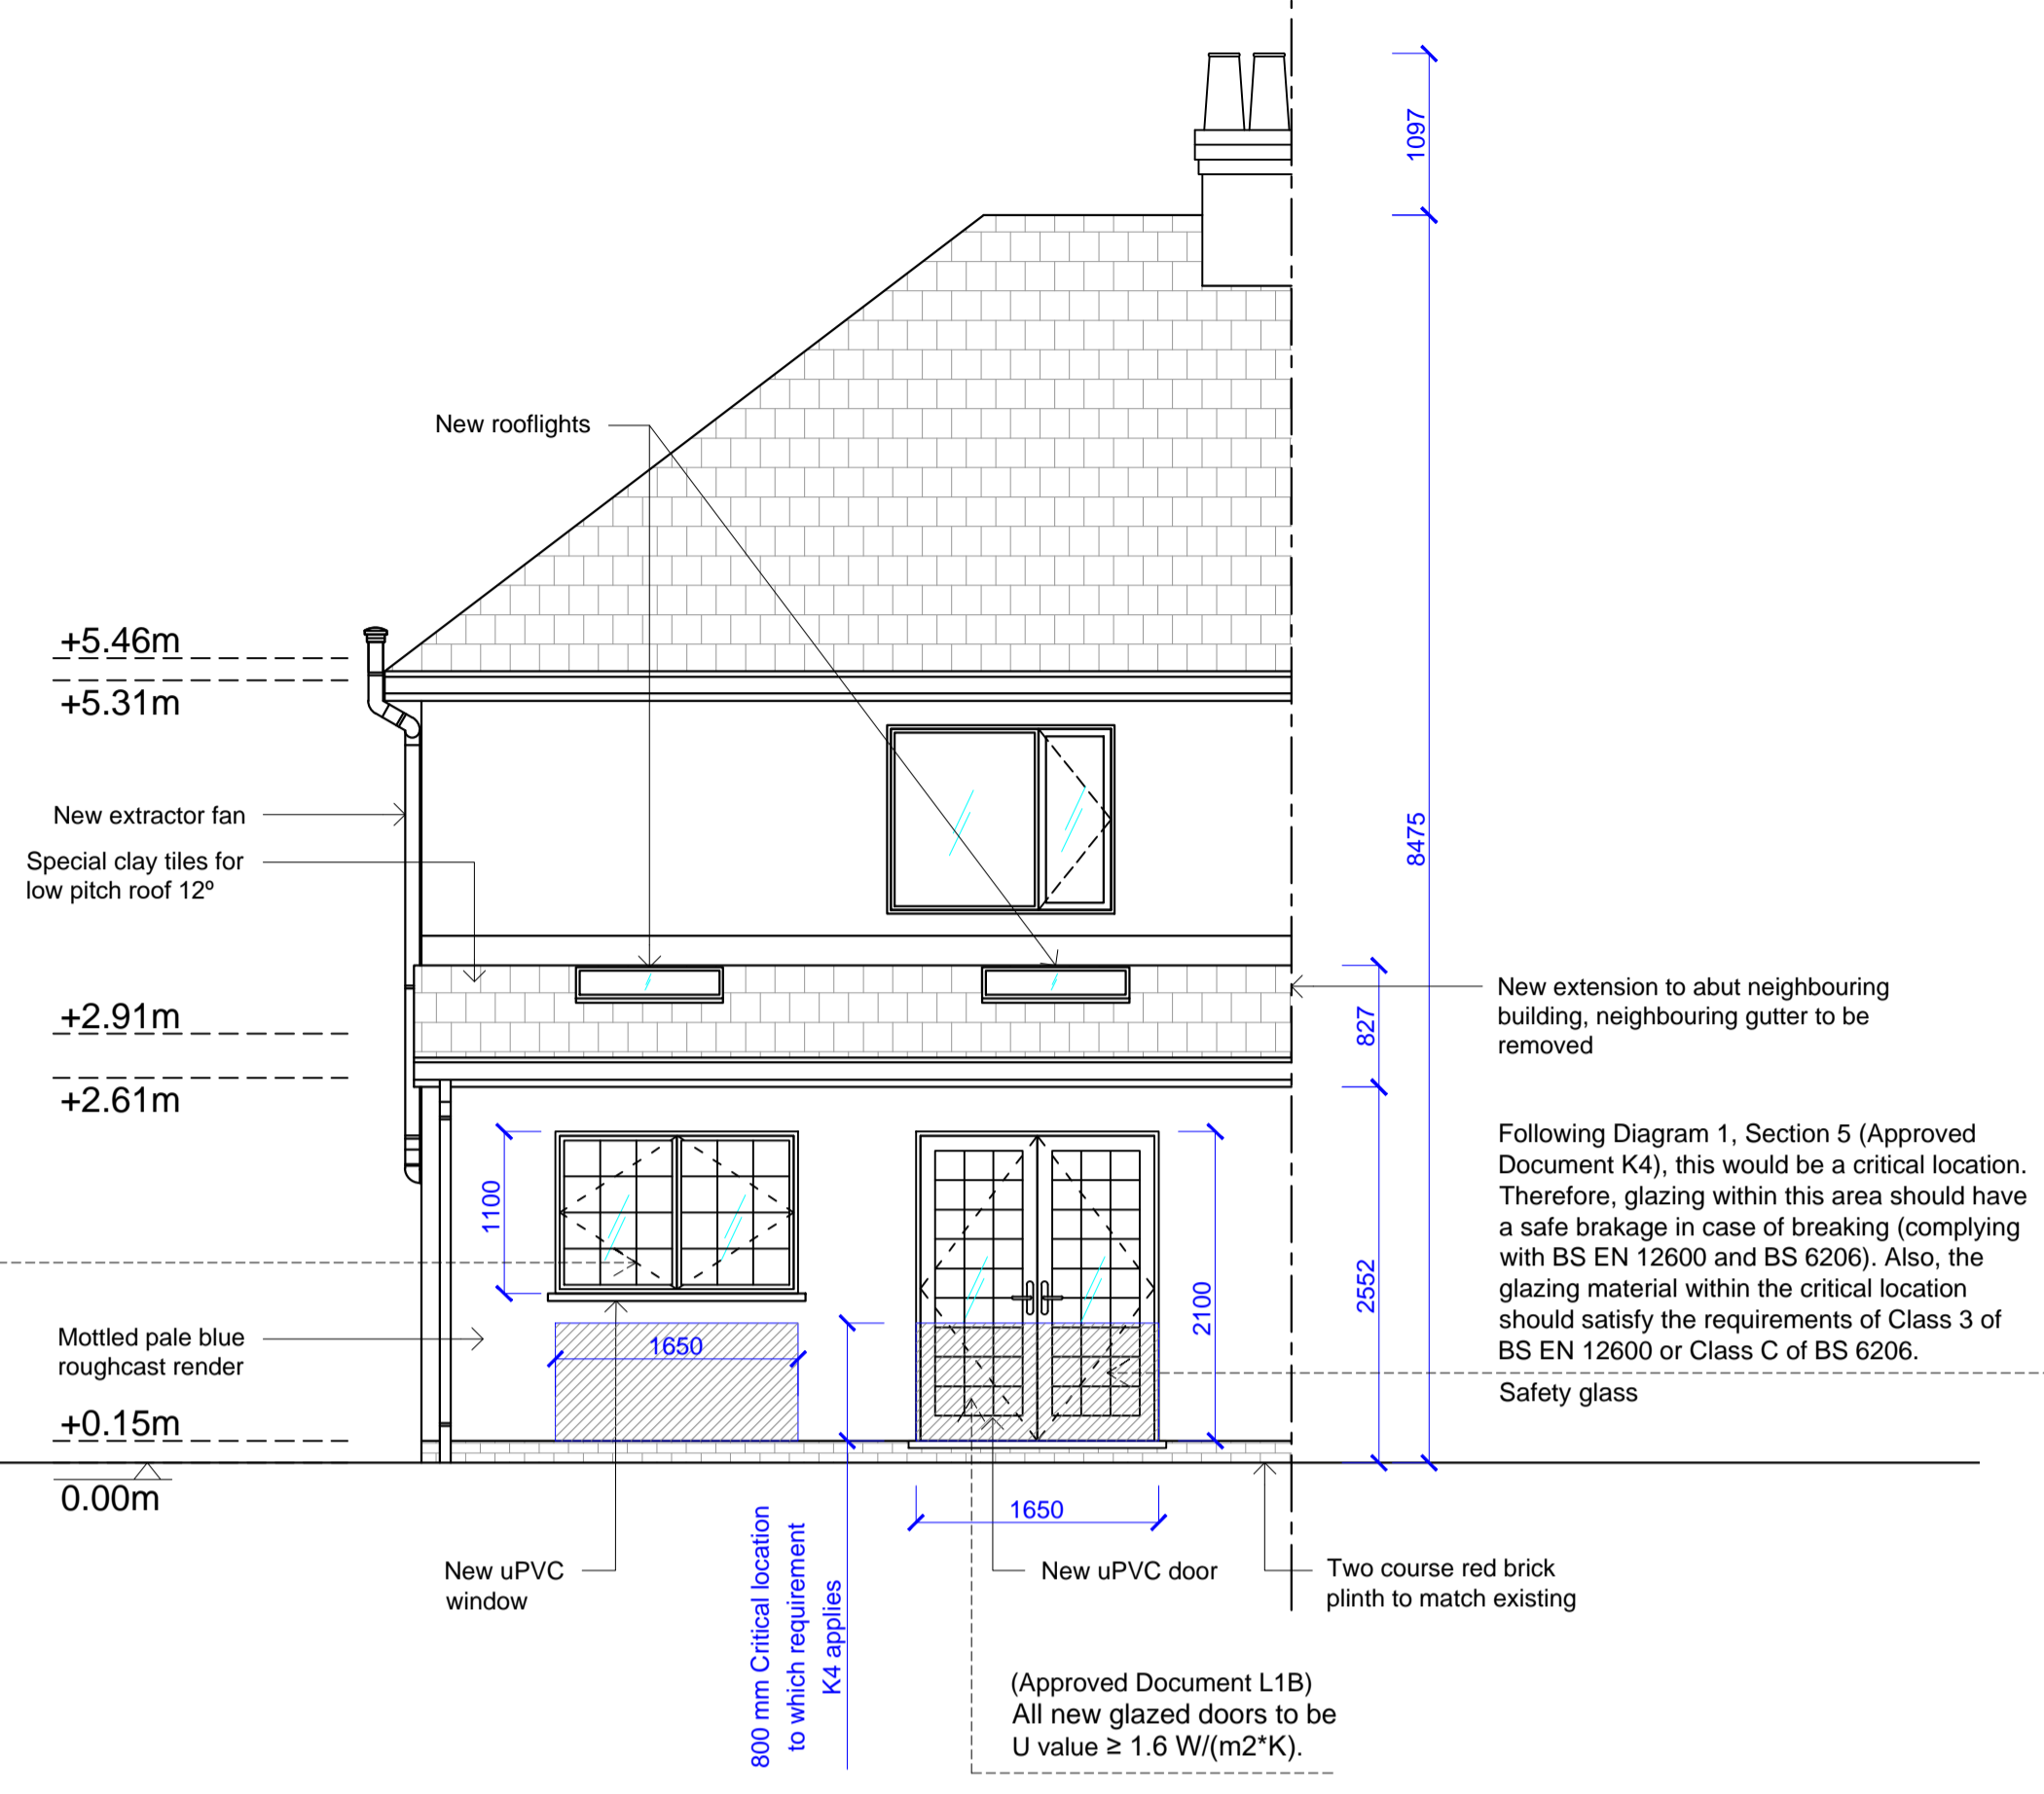 1097
New rooflights
+5.46m
+5.31m
8475
New extractor fan
Special clay tiles for
low pitch roof 12º
+2.91m
+2.61m
827
New extension to abut neighbouring
building, neighbouring gutter to be
removed
1100
2100
2552
Following Diagram 1, Section 5 (Approved
Document K4), this would be a critical location.
Therefore, glazing within this area should have
a safe brakage in case of breaking (complying
with BS EN 12600 and BS 6206). Also, the
glazing material within the critical location
should satisfy the requirements of Class 3 of
BS EN 12600 or Class C of BS 6206.
Safety glass
Mottled pale blue
roughcast render
1650
+0.15m
0.00m
1650
800 mm Critical location
to which requirement
K4 applies
New uPVC
window
New uPVC door
Two course red brick
plinth to match existing
(Approved Document L1B)
All new glazed doors to be
U value ≥ 1.6 W/(m2*K).